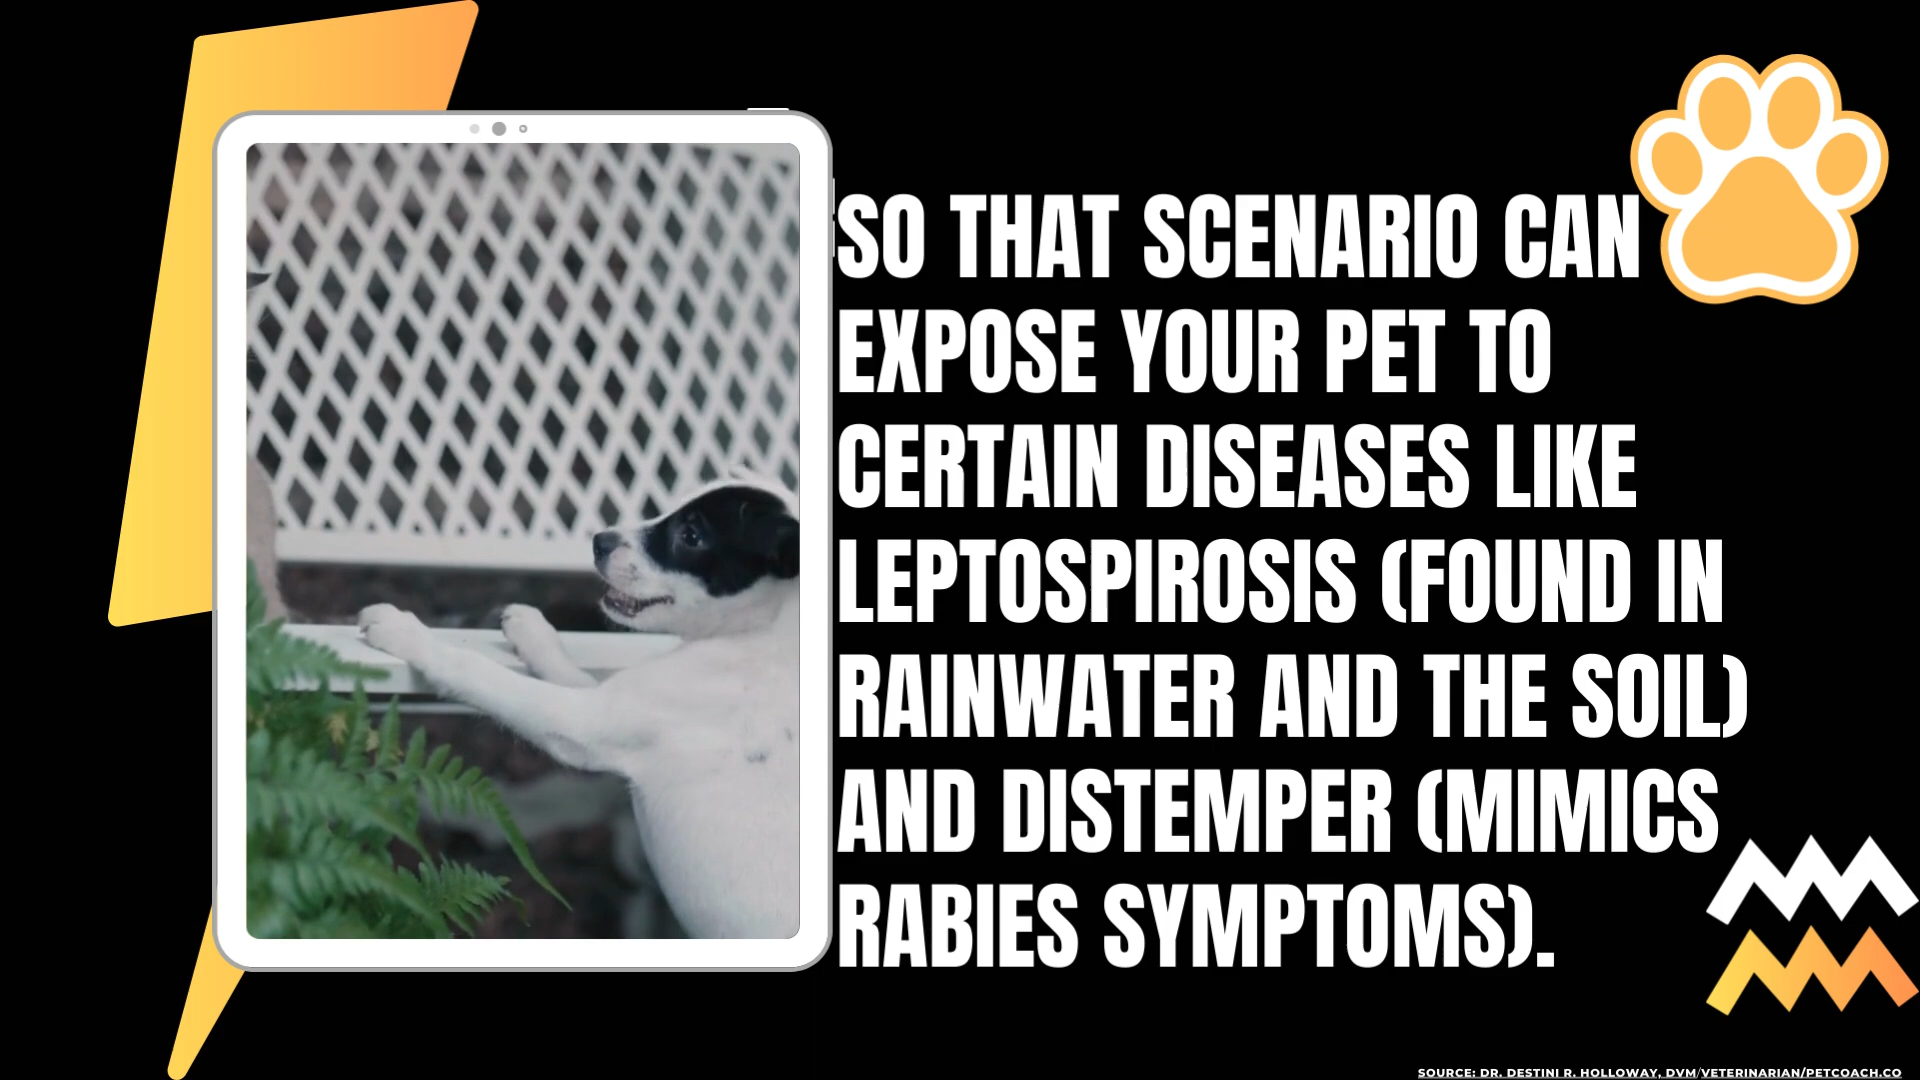 SO THAT SCENARIO CAN
EXPOSE YOUR PET TO
CERTAIN DISEASES LIKE
LEPTOSPIROSIS (FOUND IN
RAINWATER AND THE SOIL)
AND DISTEMPER (MIMICS
RABIES SYMPTOMS).
SOURCE: DR. DESTINI R. HOLLOWAY, DVM/VETERINARIAN/PETCOACH.CO